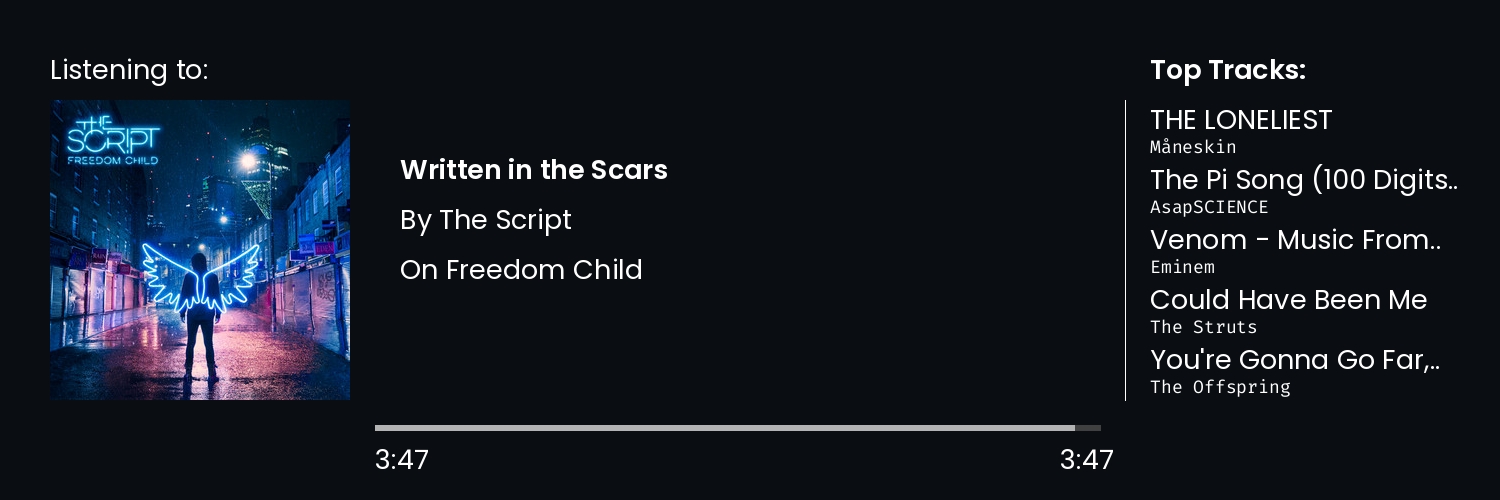 Listening to:
THE
SCRIPT
FREEDOM CHILD
Written in the Scars
By The Script
On Freedom Child
3:47
3:47
Top Tracks:
THE LONELIEST
Måneskin
The Pi Song (100 Digits..
AsapSCIENCE
Venom - Music From..
Eminem
Could Have Been Me
The Struts
You're Gonna Go Far,..
The Offspring